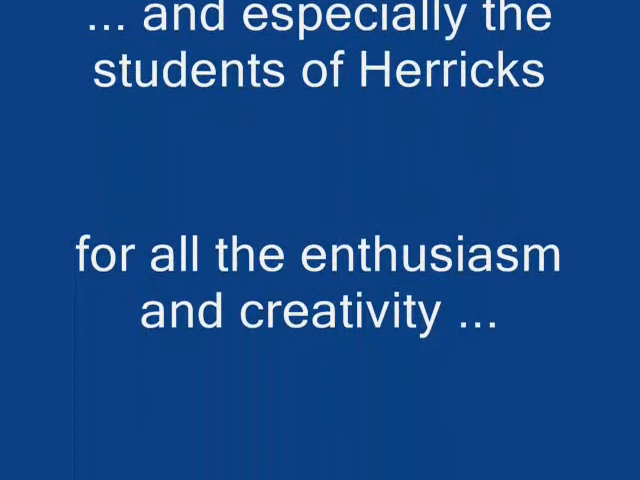 ... and especially the
students of Herricks
for all the enthusiasm
and creativity ...